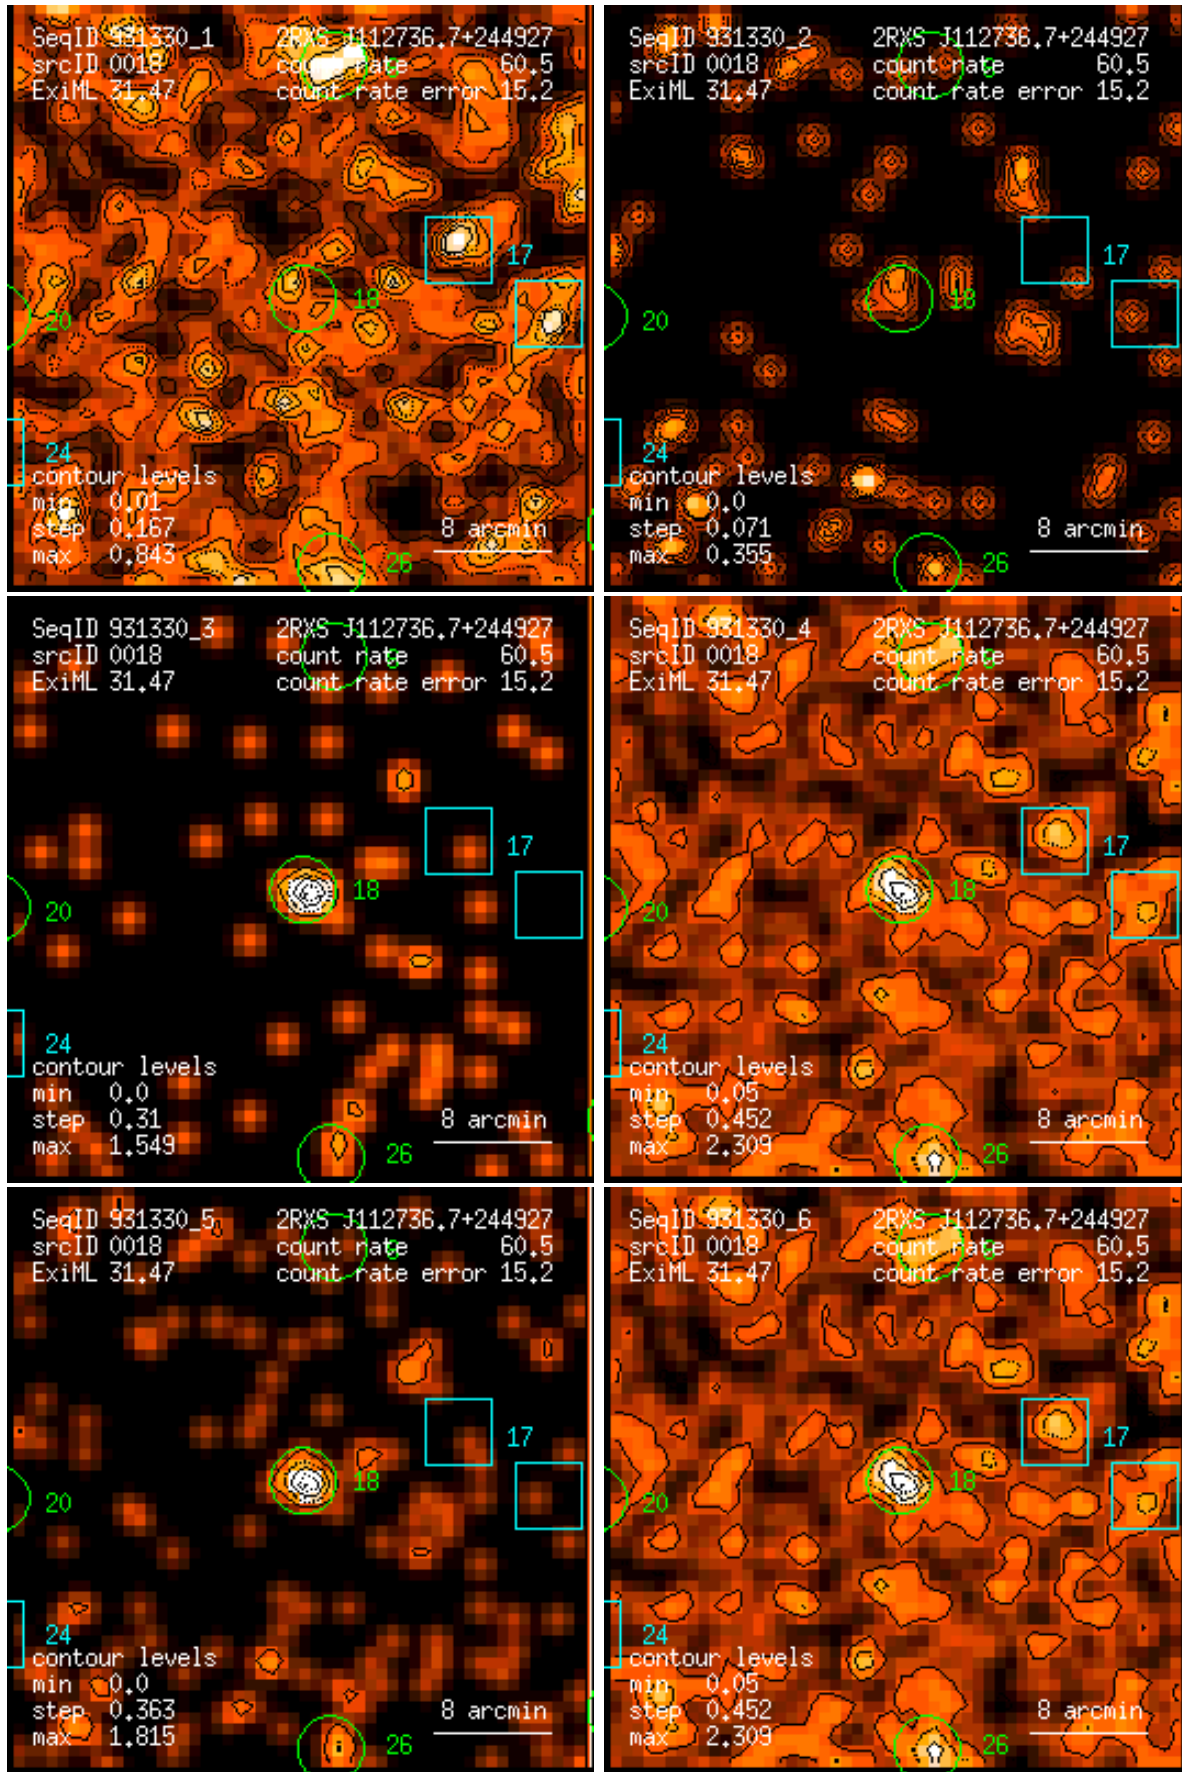 SeqID 931330_1 2RXS J112736.7+244927
srcID 0018 count rate 60.5
ExiML 31.47 count rate error 15.2
17
18
20
24
contour levels
min 0.01
step 0.167
max 0.843
8 arcmin
26
SeqID 931330_2 2RXS J112736.7+244927
srcID 0018 count rate 60.5
ExiML 31.47 count rate error 15.2
17
18
20
24
contour levels
min 0.0
step 0.071
max 0.355
8 arcmin
26
SeqID 931330_3 2RXS J112736.7+244927
srcID 0018 count rate 60.5
ExiML 31.47 count rate error 15.2
17
18
20
24
contour levels
min 0.0
step 0.31
max 1.549
8 arcmin
26
SeqID 931330_4 2RXS J112736.7+244927
srcID 0018 count rate 60.5
ExiML 31.47 count rate error 15.2
17
18
20
24
contour levels
min 0.05
step 0.452
max 2.309
8 arcmin
26
SeqID 931330_5 2RXS J112736.7+244927
srcID 0018 count rate 60.5
ExiML 31.47 count rate error 15.2
17
18
20
24
contour levels
min 0.0
step 0.363
max 1.815
8 arcmin
26
SeqID 931330_6 2RXS J112736.7+244927
srcID 0018 count rate 60.5
ExiML 31.47 count rate error 15.2
17
18
20
24
contour levels
min 0.05
step 0.452
max 2.309
8 arcmin
26